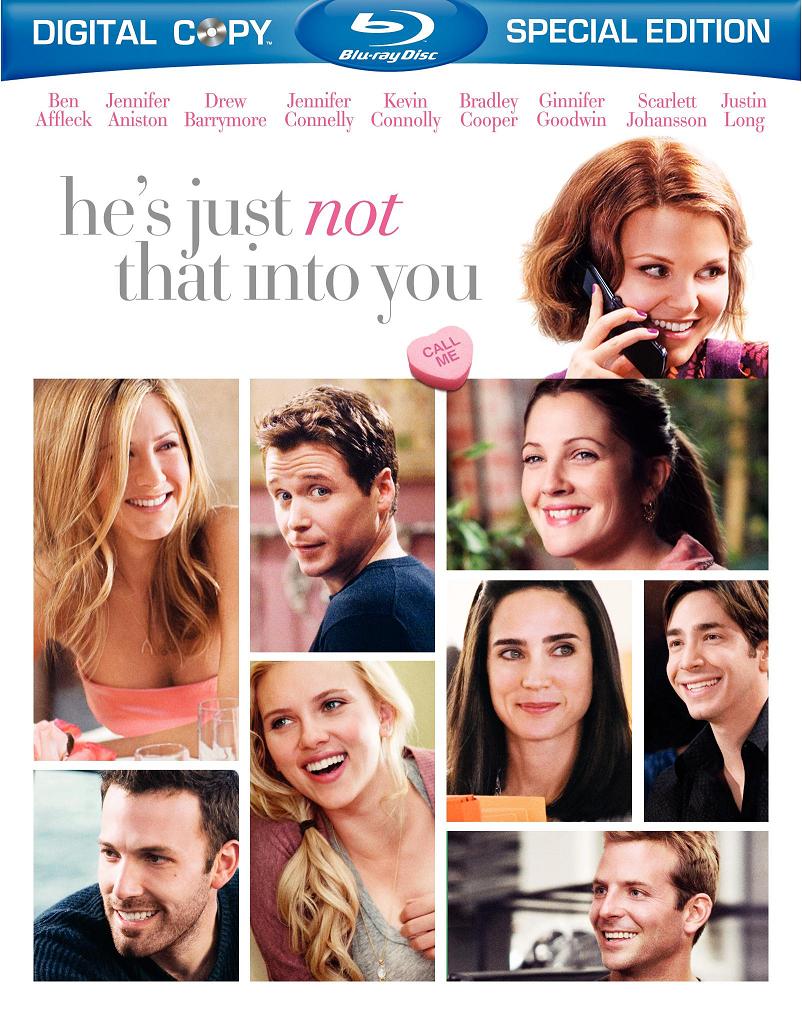 DIGITAL COPY™ Blu-ray Disc SPECIAL EDITION
Ben Affleck
Jennifer Aniston
Drew Barrymore
Jennifer Connelly
Kevin Connolly
Bradley Cooper
Ginnifer Goodwin
Scarlett Johansson
Justin Long
he's just not
that into you
CALL
ME